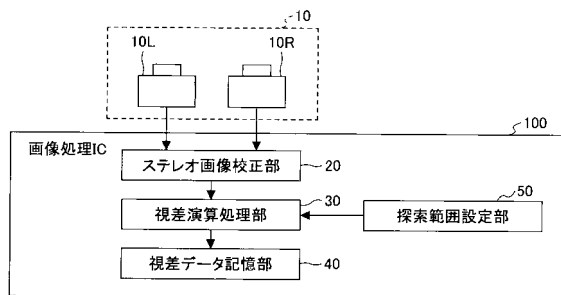 10
10L
10R
100
画像処理IC
ステレオ画像校正部
20
視差演算処理部
30
50
探索範囲設定部
視差データ記憶部
40